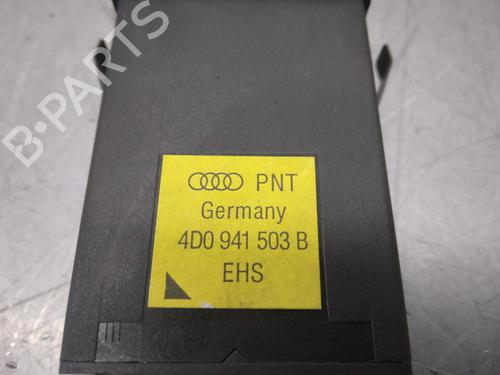 B-PARTS
PNT
Germany
4D0 941 503 B
EHS